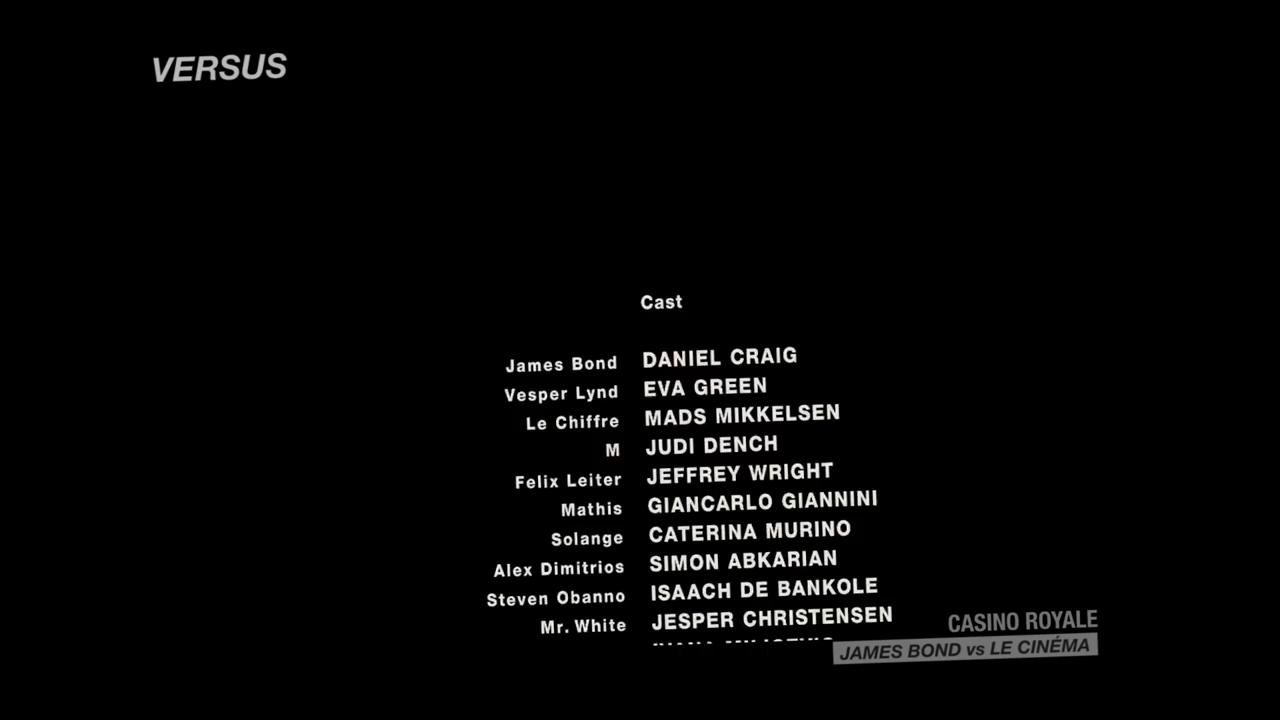 VERSUS
Cast
James Bond DANIEL CRAIG
Vesper Lynd EVA GREEN
Le Chiffre MADS MIKKELSEN
M JUDI DENCH
Felix Leiter JEFFREY WRIGHT
Mathis GIANCARLO GIANNINI
Solange CATERINA MURINO
Alex Dimitrios SIMON ABKARIAN
Steven Obanno ISAACH DE BANKOLE
Mr. White JESPER CHRISTENSEN
CASINO ROYALE
JAMES BOND vs LE CINÉMA